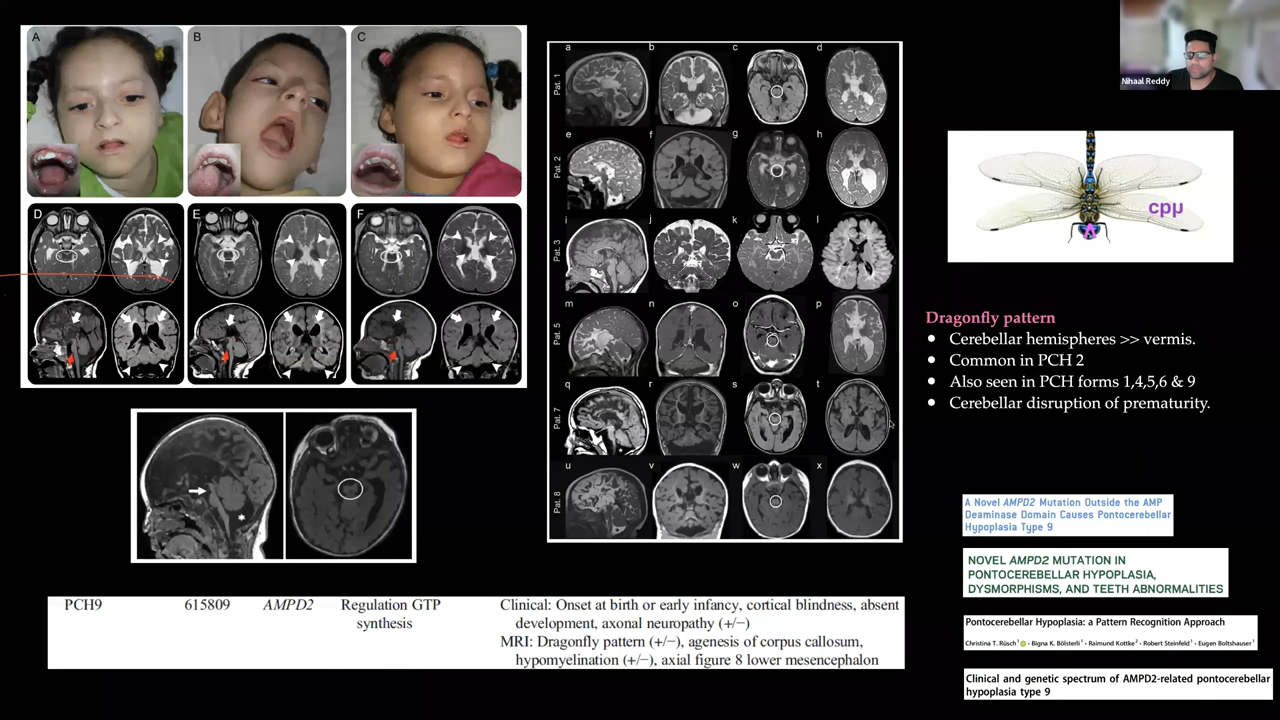 A
B
C
D
E
F
Pat. 1
a
b
c
d
Pat. 2
e
f
g
h
Pat. 3
i
j
k
l
Pat. 5
m
n
o
p
Pat. 7
q
r
s
t
Pat. 8
u
v
w
x
Nihaal Reddy
cpµ
Dragonfly pattern
• Cerebellar hemispheres >> vermis.
• Common in PCH 2
• Also seen in PCH forms 1,4,5,6 & 9
• Cerebellar disruption of prematurity.
A Novel AMPD2 Mutation Outside the AMP
Deaminase Domain Causes Pontocerebellar
Hypoplasia Type 9
NOVEL AMPD2 MUTATION IN
PONTOCEREBELLAR HYPOPLASIA,
DYSMORPHISMS, AND TEETH ABNORMALITIES
Pontocerebellar Hypoplasia: a Pattern Recognition Approach
Christina T. Rüsch1 • Bigna K. Bölsterli1 • Raimund Kottke2 • Robert Steinfeld1 • Eugen Boltshauser1
Clinical and genetic spectrum of AMPD2-related pontocerebellar
hypoplasia type 9
PCH9 615809 AMPD2 Regulation GTP synthesis
Clinical: Onset at birth or early infancy, cortical blindness, absent
development, axonal neuropathy (+/−)
MRI: Dragonfly pattern (+/−), agenesis of corpus callosum,
hypomyelination (+/−), axial figure 8 lower mesencephalon